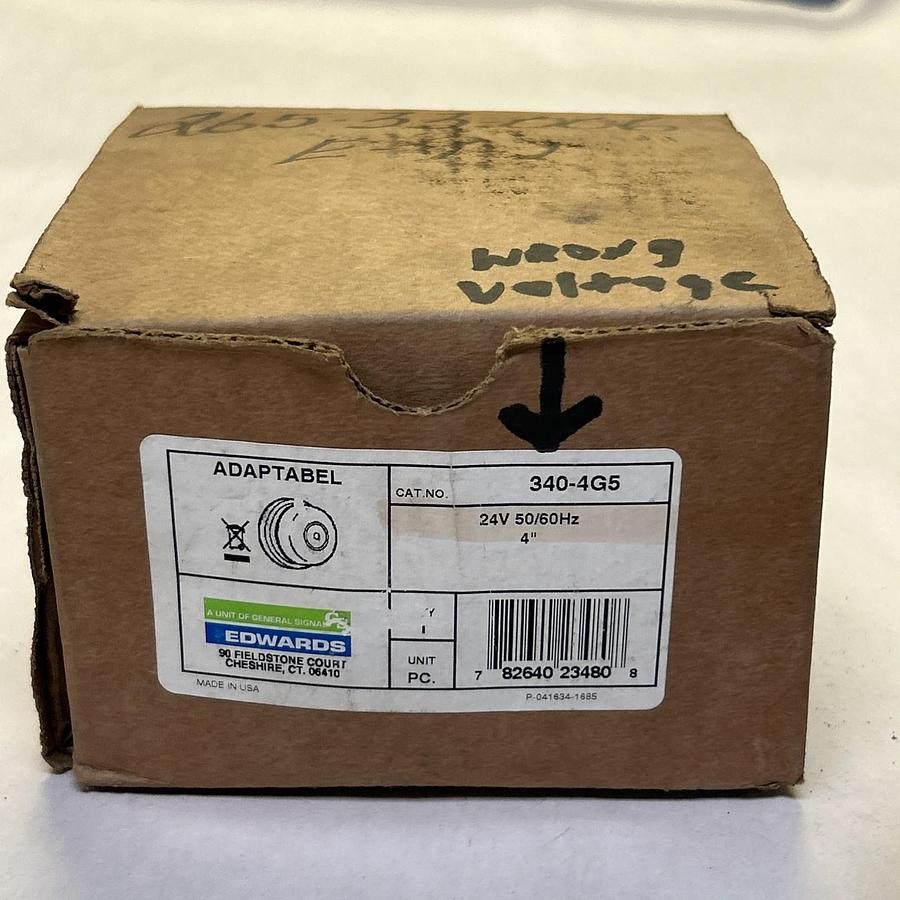 wrong
voltage
ADAPTABEL
CAT.NO. 340-4G5
24V 50/60Hz
4"
A UNIT OF GENERAL SIGNAL
EDWARDS
90 FIELDSTONE COURT
CHESHIRE, CT. 06410
1
UNIT
PC.
7 82640 23480 8
MADE IN USA
P-041634-1685